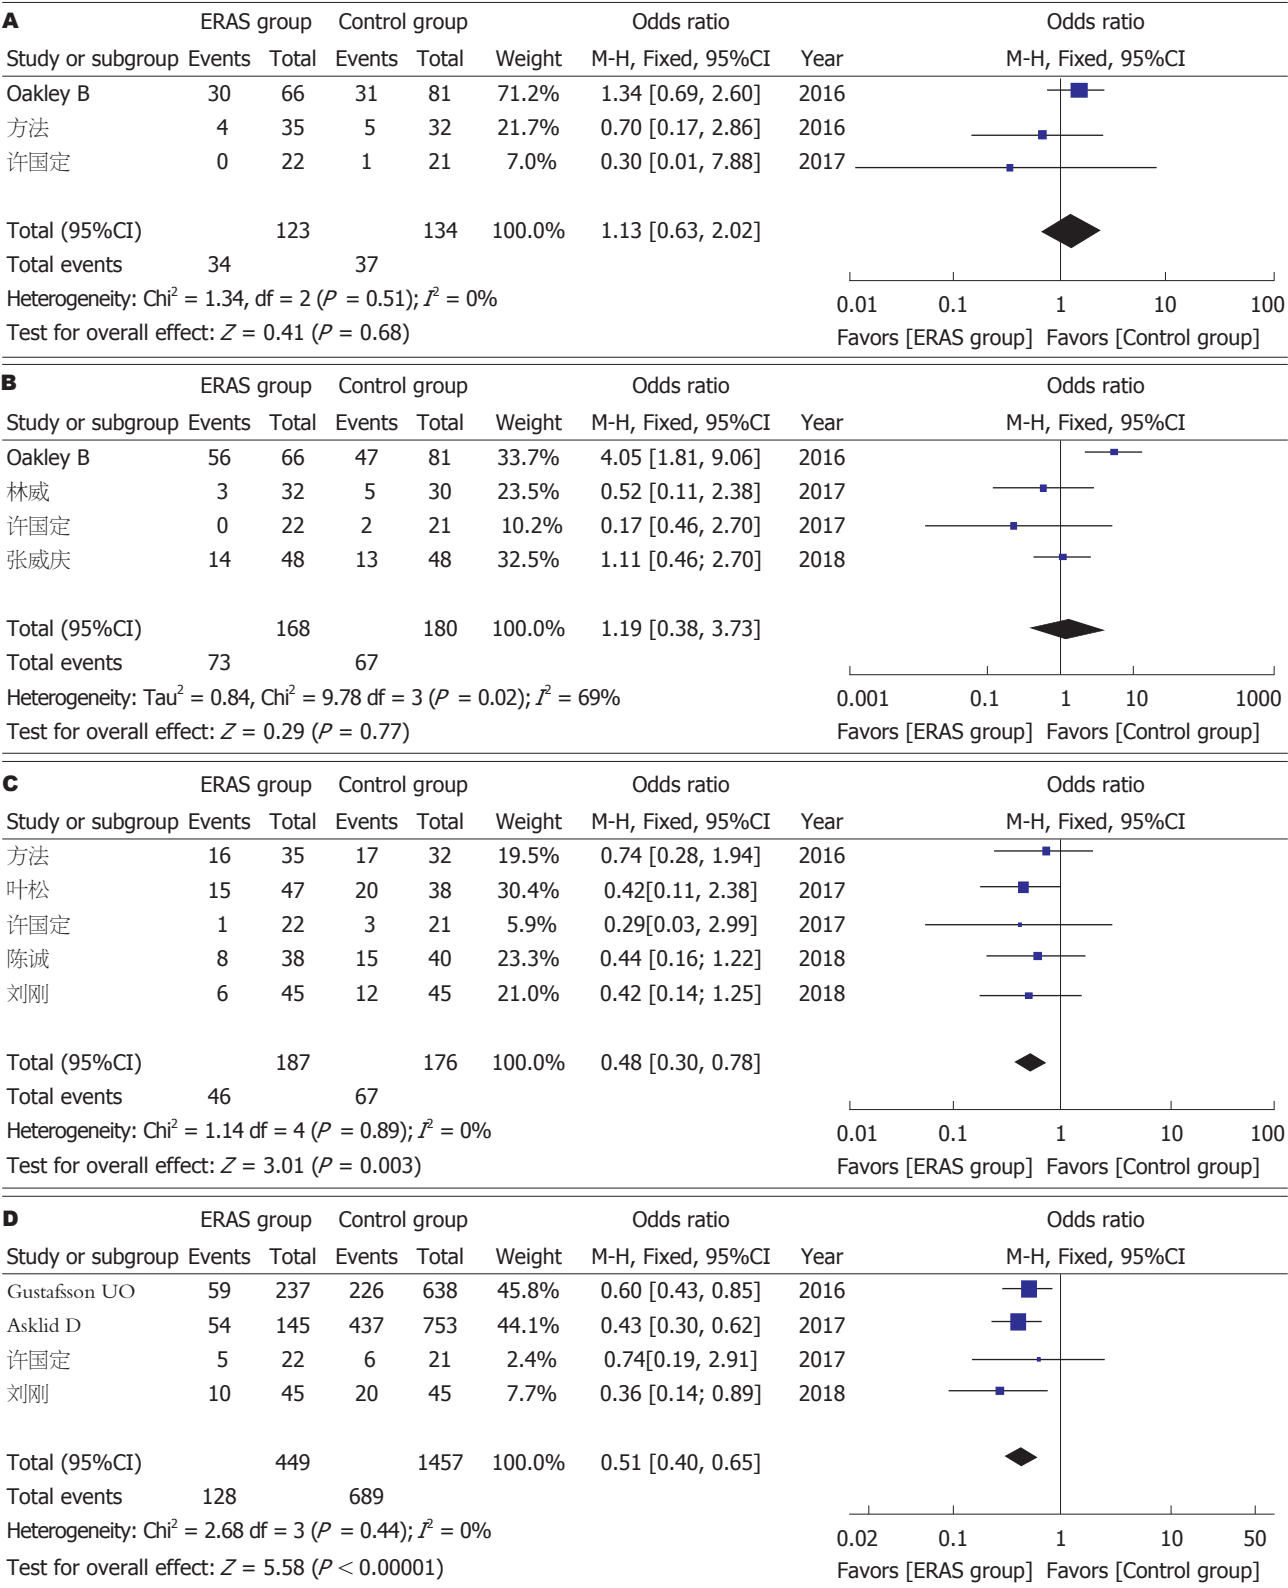 A ERAS group Control group Odds ratio Odds ratio
Study or subgroup Events Total Events Total Weight M-H, Fixed, 95%CI Year M-H, Fixed, 95%CI
Oakley B 30 66 31 81 71.2% 1.34 [0.69, 2.60] 2016
方法 4 35 5 32 21.7% 0.70 [0.17, 2.86] 2016
许国定 0 22 1 21 7.0% 0.30 [0.01, 7.88] 2017
Total (95%CI) 123 134 100.0% 1.13 [0.63, 2.02]
Total events 34 37
Heterogeneity: Chi² = 1.34, df = 2 (P = 0.51); I² = 0%
0.01 0.1 1 10 100
Test for overall effect: Z = 0.41 (P = 0.68)
Favors [ERAS group] Favors [Control group]
B ERAS group Control group Odds ratio Odds ratio
Study or subgroup Events Total Events Total Weight M-H, Fixed, 95%CI Year M-H, Fixed, 95%CI
Oakley B 56 66 47 81 33.7% 4.05 [1.81, 9.06] 2016
林威 3 32 5 30 23.5% 0.52 [0.11, 2.38] 2017
许国定 0 22 2 21 10.2% 0.17 [0.46, 2.70] 2017
张威庆 14 48 13 48 32.5% 1.11 [0.46; 2.70] 2018
Total (95%CI) 168 180 100.0% 1.19 [0.38, 3.73]
Total events 73 67
Heterogeneity: Tau² = 0.84, Chi² = 9.78 df = 3 (P = 0.02); I² = 69%
0.001 0.1 1 10 1000
Test for overall effect: Z = 0.29 (P = 0.77)
Favors [ERAS group] Favors [Control group]
C ERAS group Control group Odds ratio Odds ratio
Study or subgroup Events Total Events Total Weight M-H, Fixed, 95%CI Year M-H, Fixed, 95%CI
方法 16 35 17 32 19.5% 0.74 [0.28, 1.94] 2016
叶松 15 47 20 38 30.4% 0.42[0.11, 2.38] 2017
许国定 1 22 3 21 5.9% 0.29[0.03, 2.99] 2017
陈诚 8 38 15 40 23.3% 0.44 [0.16; 1.22] 2018
刘刚 6 45 12 45 21.0% 0.42 [0.14; 1.25] 2018
Total (95%CI) 187 176 100.0% 0.48 [0.30, 0.78]
Total events 46 67
Heterogeneity: Chi² = 1.14 df = 4 (P = 0.89); I² = 0%
0.01 0.1 1 10 100
Test for overall effect: Z = 3.01 (P = 0.003)
Favors [ERAS group] Favors [Control group]
D ERAS group Control group Odds ratio Odds ratio
Study or subgroup Events Total Events Total Weight M-H, Fixed, 95%CI Year M-H, Fixed, 95%CI
Gustafsson UO 59 237 226 638 45.8% 0.60 [0.43, 0.85] 2016
Asklid D 54 145 437 753 44.1% 0.43 [0.30, 0.62] 2017
许国定 5 22 6 21 2.4% 0.74[0.19, 2.91] 2017
刘刚 10 45 20 45 7.7% 0.36 [0.14; 0.89] 2018
Total (95%CI) 449 1457 100.0% 0.51 [0.40, 0.65]
Total events 128 689
Heterogeneity: Chi² = 2.68 df = 3 (P = 0.44); I² = 0%
0.02 0.1 1 10 50
Test for overall effect: Z = 5.58 (P < 0.00001)
Favors [ERAS group] Favors [Control group]